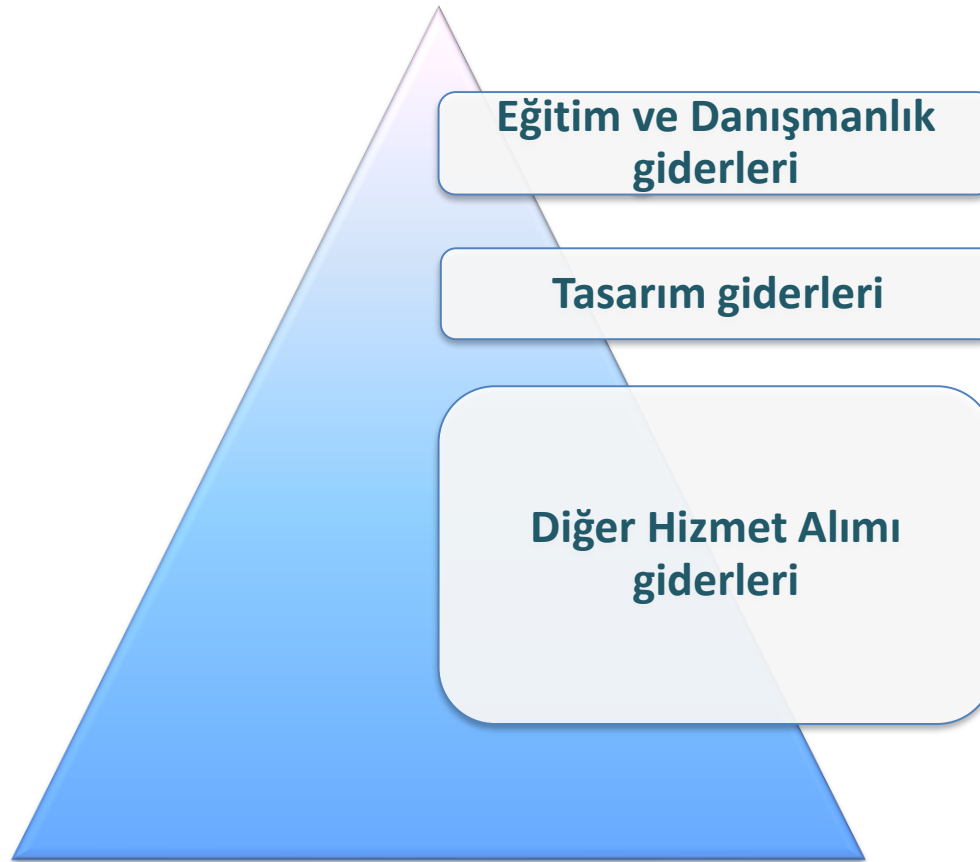 Eğitim ve Danışmanlık
giderleri
Tasarım giderleri
Diğer Hizmet Alımı
giderleri